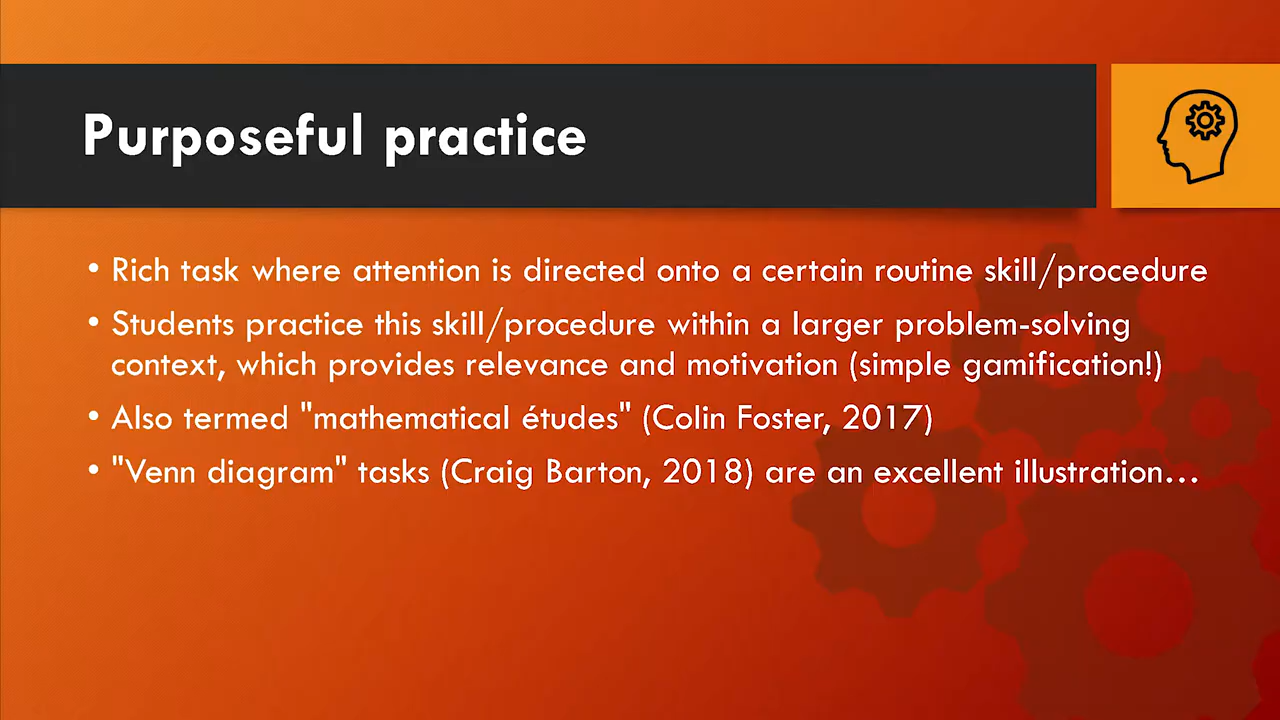 Purposeful practice
• Rich task where attention is directed onto a certain routine skill/procedure
• Students practice this skill/procedure within a larger problem-solving
context, which provides relevance and motivation (simple gamification!)
• Also termed "mathematical études" (Colin Foster, 2017)
• "Venn diagram" tasks (Craig Barton, 2018) are an excellent illustration…